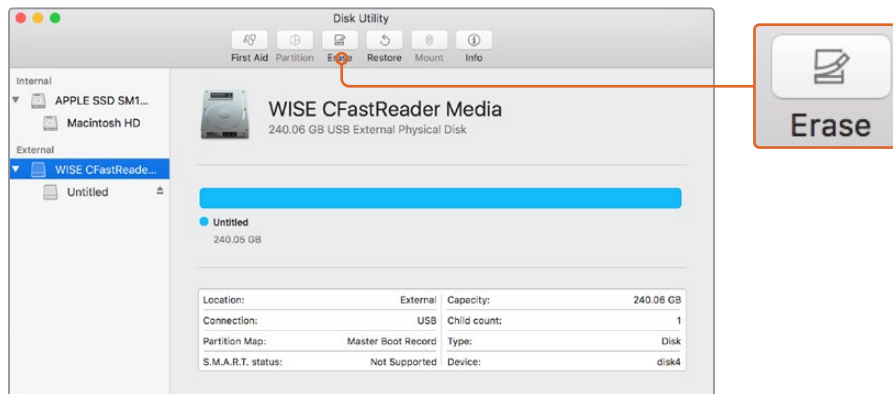 Disk Utility
First Aid Partition Erase Restore Mount Info
Erase
Internal
APPLE SSD SM1...
Macintosh HD
External
WISE CFastReade...
Untitled
WISE CFastReader Media
240.06 GB USB External Physical Disk
Untitled
240.05 GB
Location: External Capacity: 240.06 GB
Connection: USB Child count: 1
Partition Map: Master Boot Record Type: Disk
S.M.A.R.T. status: Not Supported Device: disk4